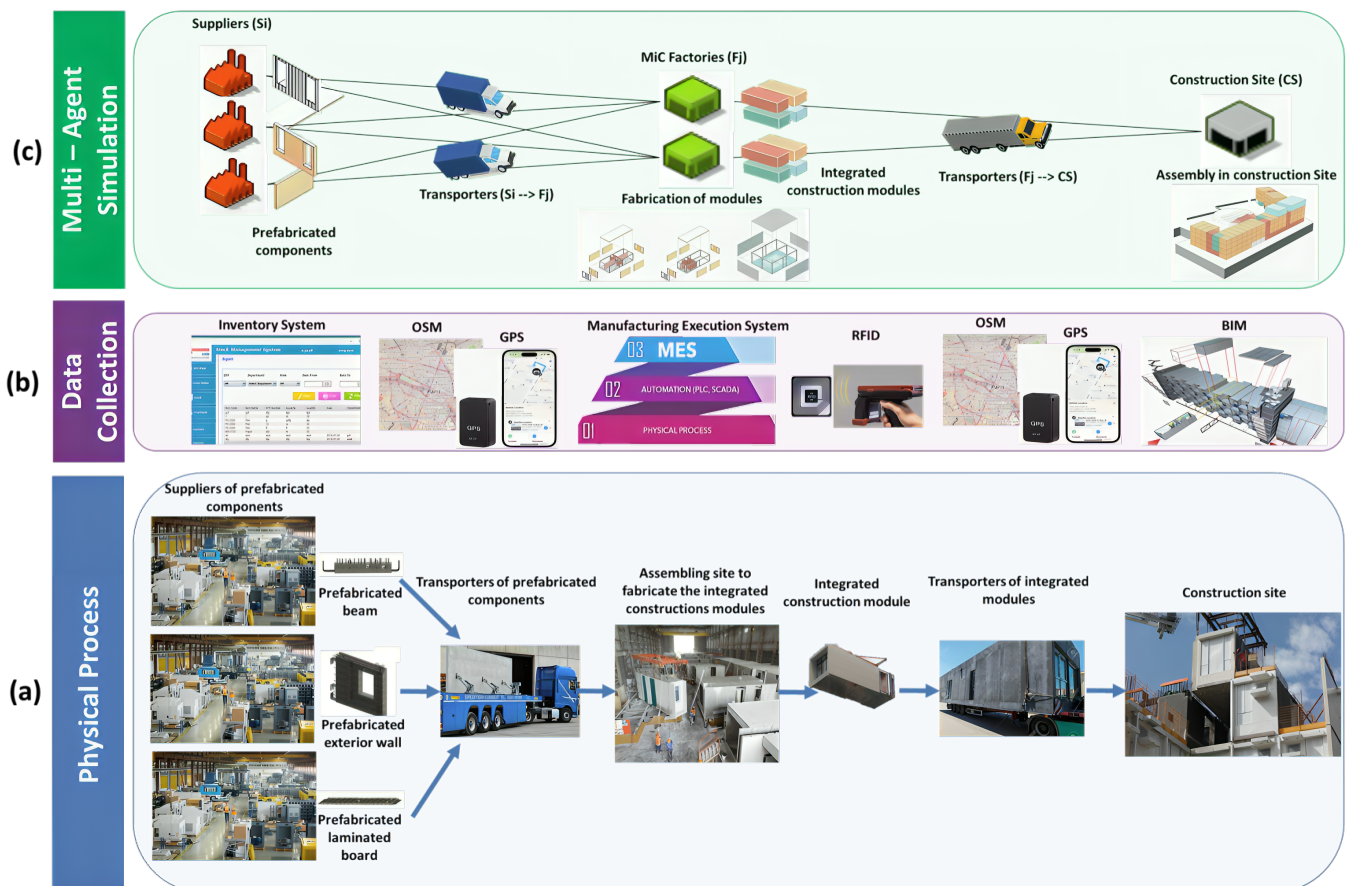 Suppliers (Si)
MiC Factories (Fj)
Construction Site (CS)
(c)
Multi – Agent
Simulation
Transporters (Si --> Fj)
Integrated
construction modules
Transporters (Fj --> CS)
Assembly in construction Site
Fabrication of modules
Prefabricated
components
(b)
Data
Collection
Inventory System
OSM
GPS
Manufacturing Execution System
RFID
OSM
GPS
BIM
03 MES
02 AUTOMATION (PLC, SCADA)
01 PHYSICAL PROCESS
GPS
GPS
(a)
Physical Process
Suppliers of prefabricated
components
Prefabricated
beam
Transporters of prefabricated
components
Assembling site to
fabricate the integrated
constructions modules
Integrated
construction module
Transporters of integrated
modules
Construction site
Prefabricated
exterior wall
Prefabricated
laminated
board